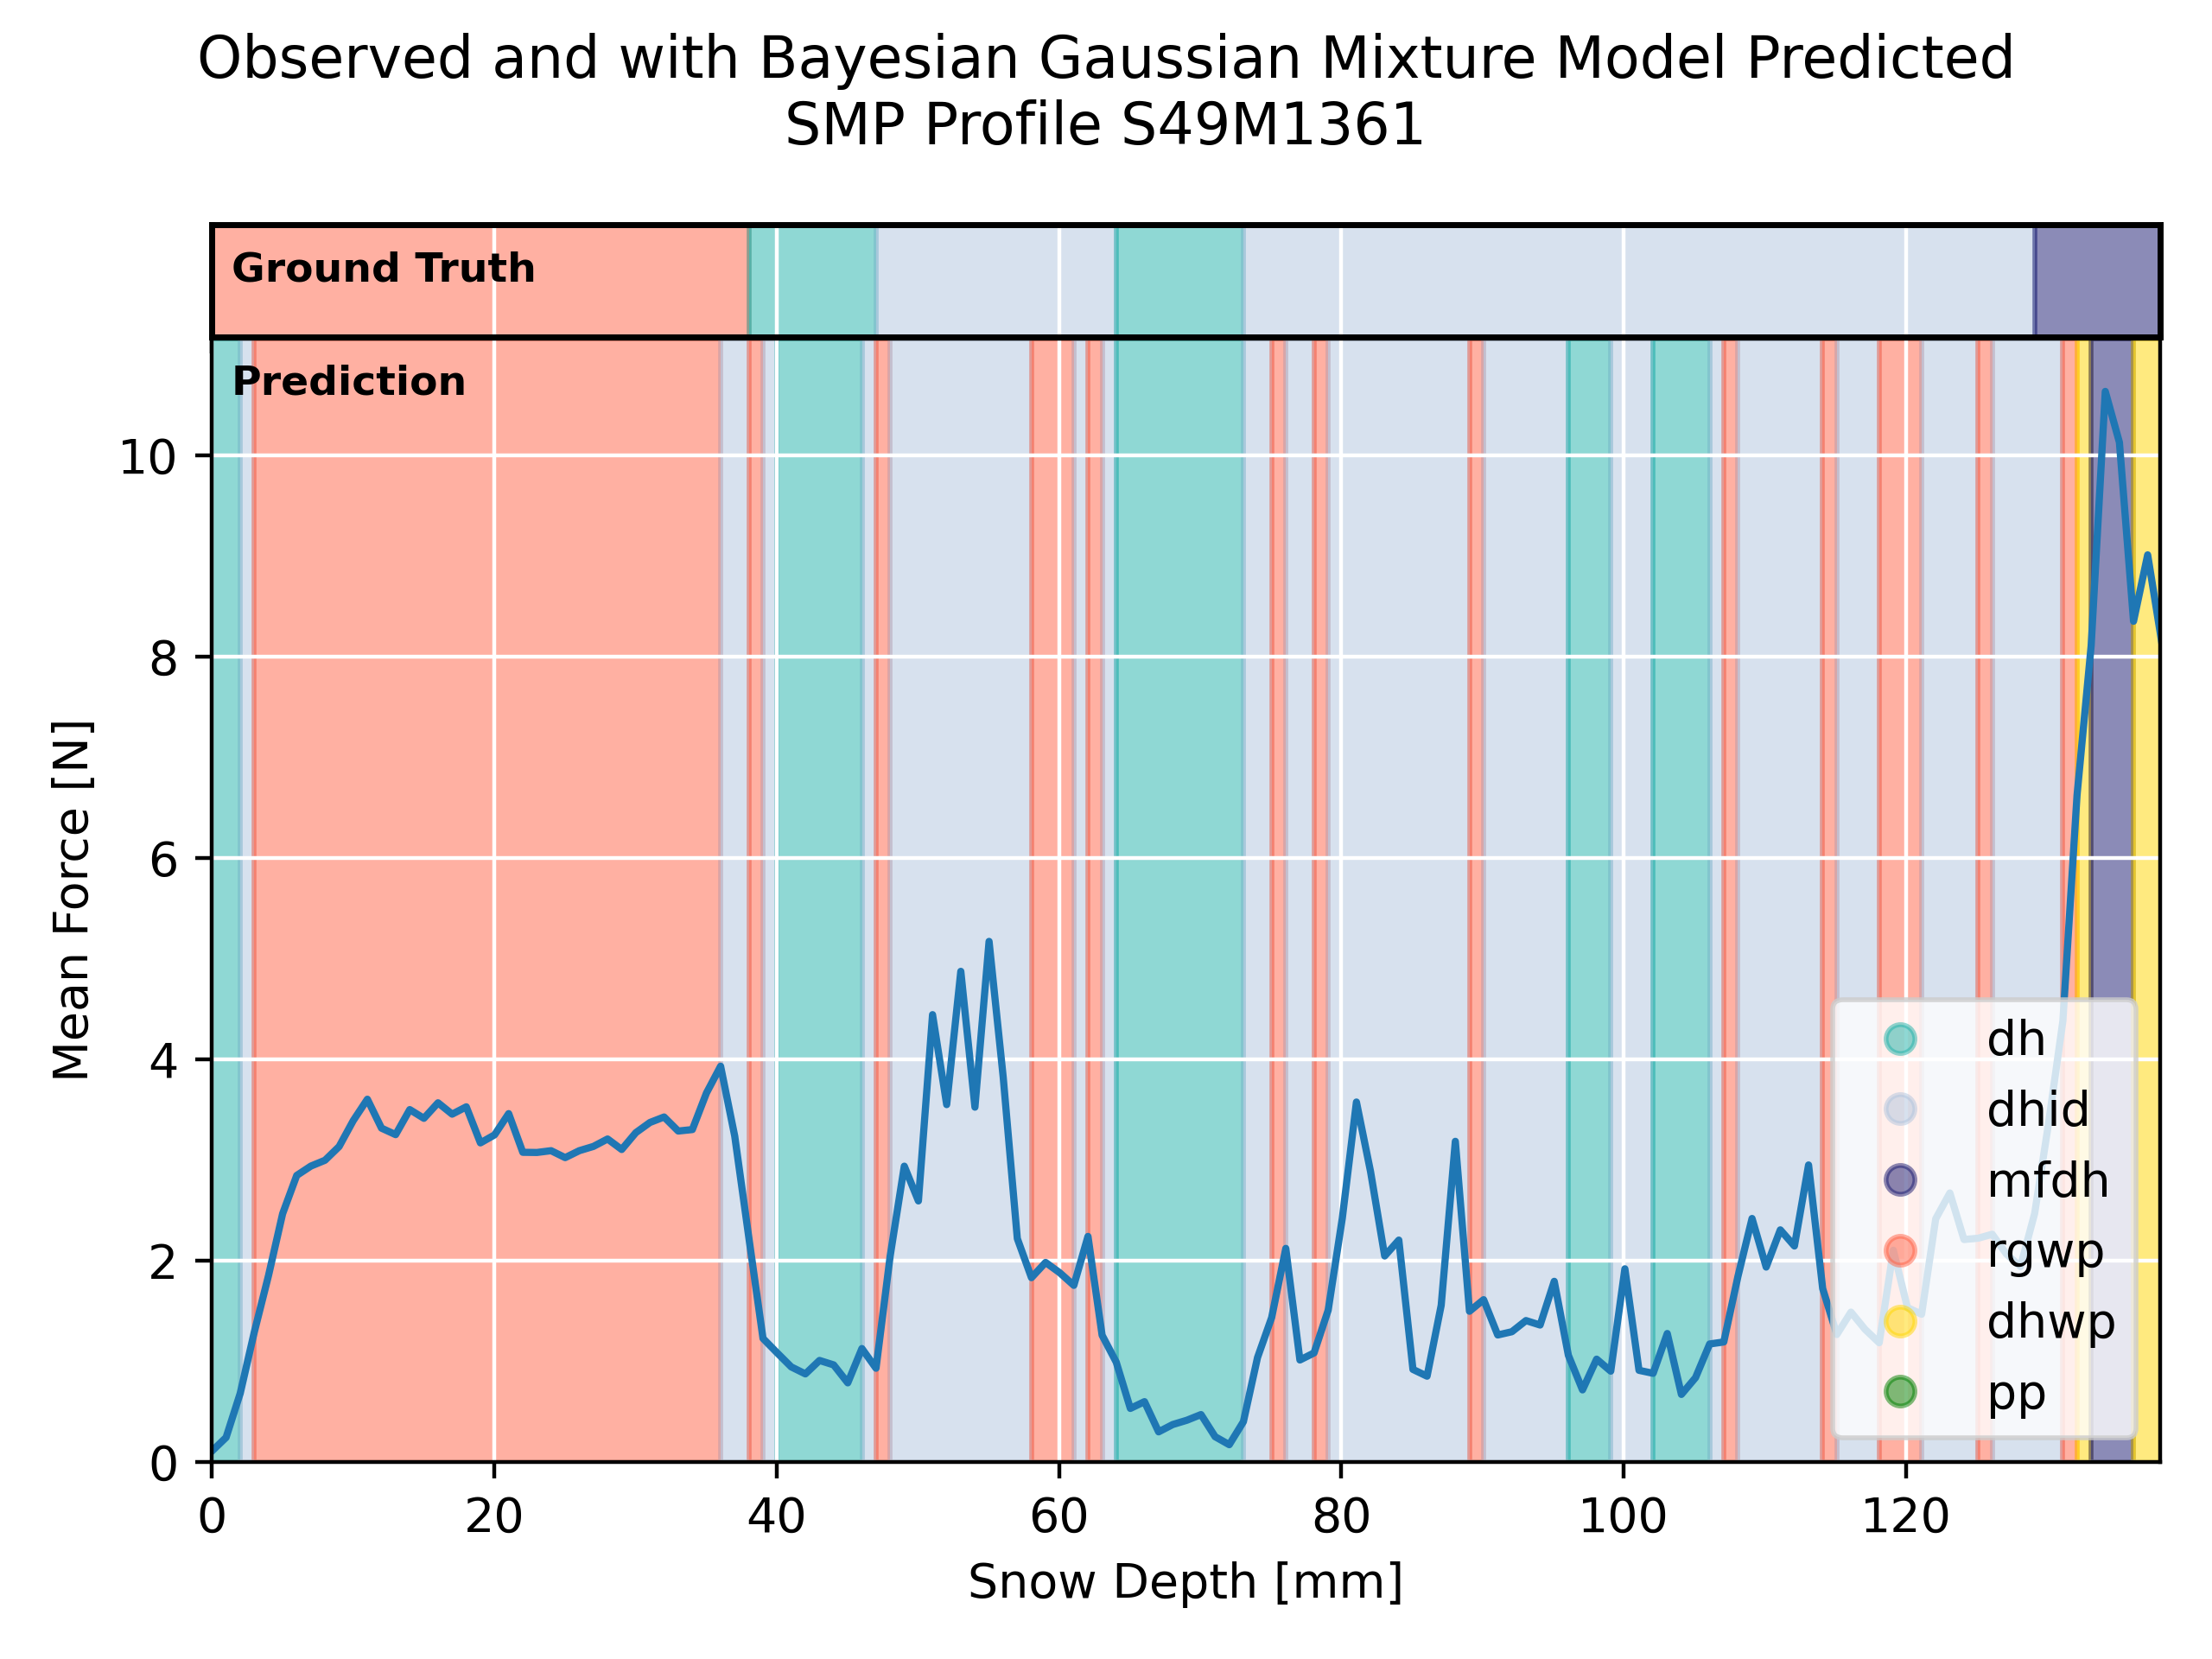 Observed and with Bayesian Gaussian Mixture Model Predicted
SMP Profile S49M1361
Ground Truth
Prediction
Mean Force [N]
10
8
6
4
2
0
dh
dhid
mfdh
rgwp
dhwp
pp
0 20 40 60 80 100 120
Snow Depth [mm]